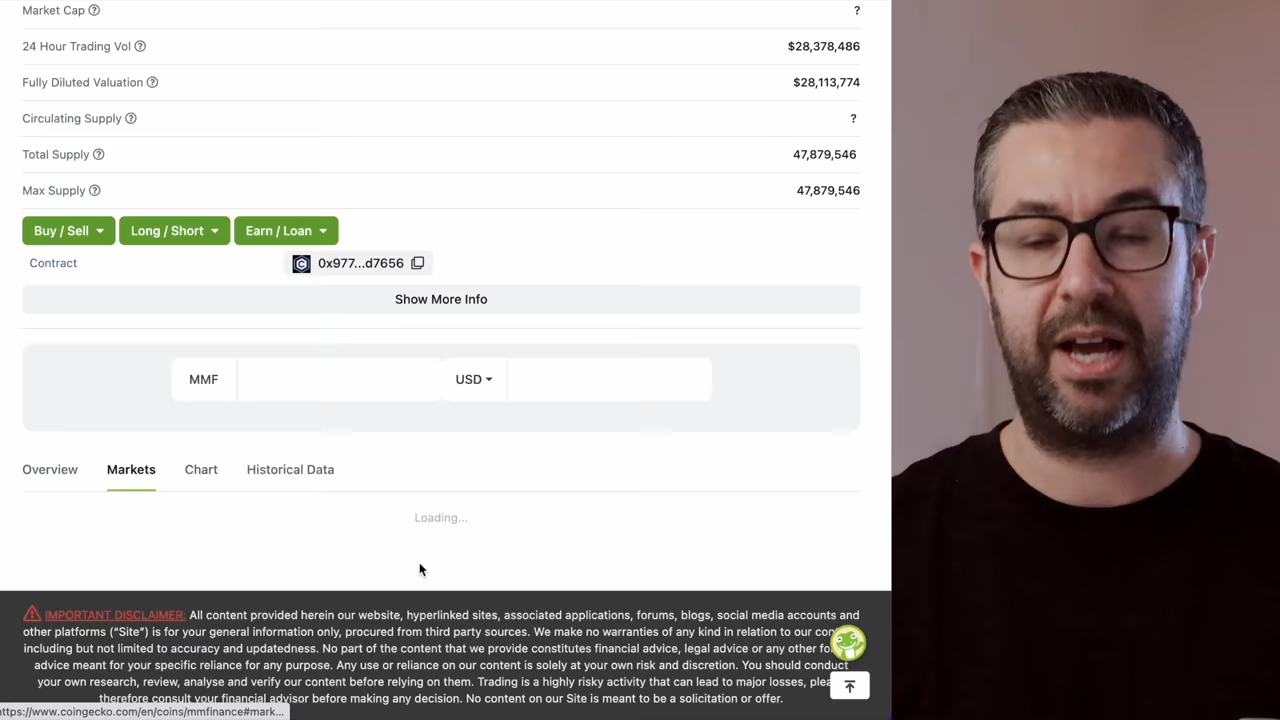 Market Cap ?
24 Hour Trading Vol $28,378,486
Fully Diluted Valuation $28,113,774
Circulating Supply ?
Total Supply 47,879,546
Max Supply 47,879,546
Buy / Sell Long / Short Earn / Loan
Contract 0x977...d7656
Show More Info
MMF USD
Overview Markets Chart Historical Data
Loading...
IMPORTANT DISCLAIMER: All content provided herein our website, hyperlinked sites, associated applications, forums, blogs, social media accounts and
other platforms (“Site”) is for your general information only, procured from third party sources. We make no warranties of any kind in relation to our
including but not limited to accuracy and updatedness. No part of the content that we provide constitutes financial advice, legal advice or any other
advice meant for your specific reliance for any purpose. Any use or reliance on our content is solely at your own risk and discretion. You should conduct
your own research, review, analyse and verify our content before relying on them. Trading is a highly risky activity that can lead to major losses,
therefore consult your financial advisor before making any decision. No content on our Site is meant to be a solicitation or offer.
https://www.coingecko.com/en/coins/mmfinance#mark...